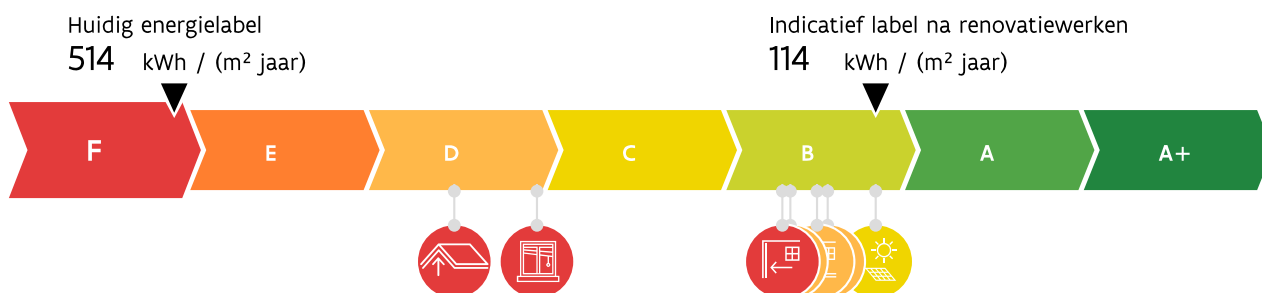 Huidig energielabel
514 kWh / (m² jaar)
Indicatief label na renovatiewerken
114 kWh / (m² jaar)
F E D C B A A+